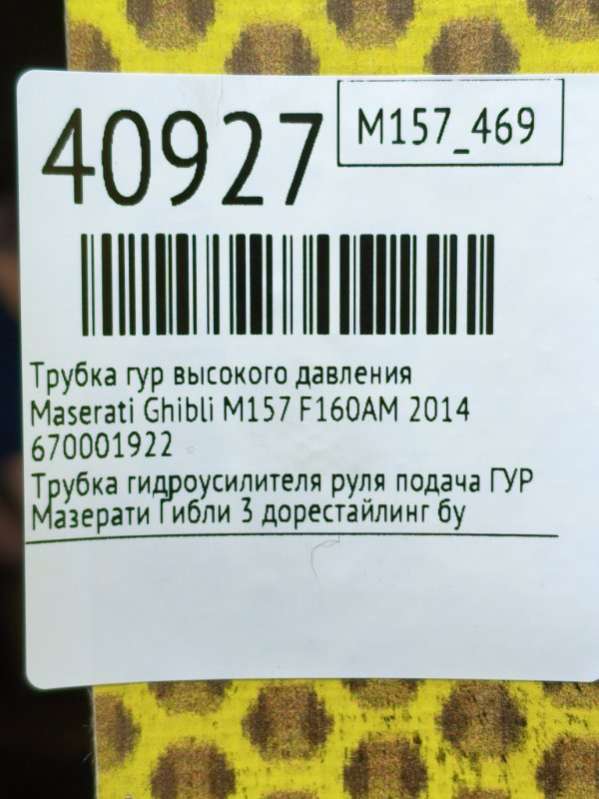 40927
M157_469
Трубка гур высокого давления
Maserati Ghibli M157 F160AM 2014
670001922
Трубка гидроусилителя руля подача ГУР
Мазерати Гибли 3 дорестайлинг бу